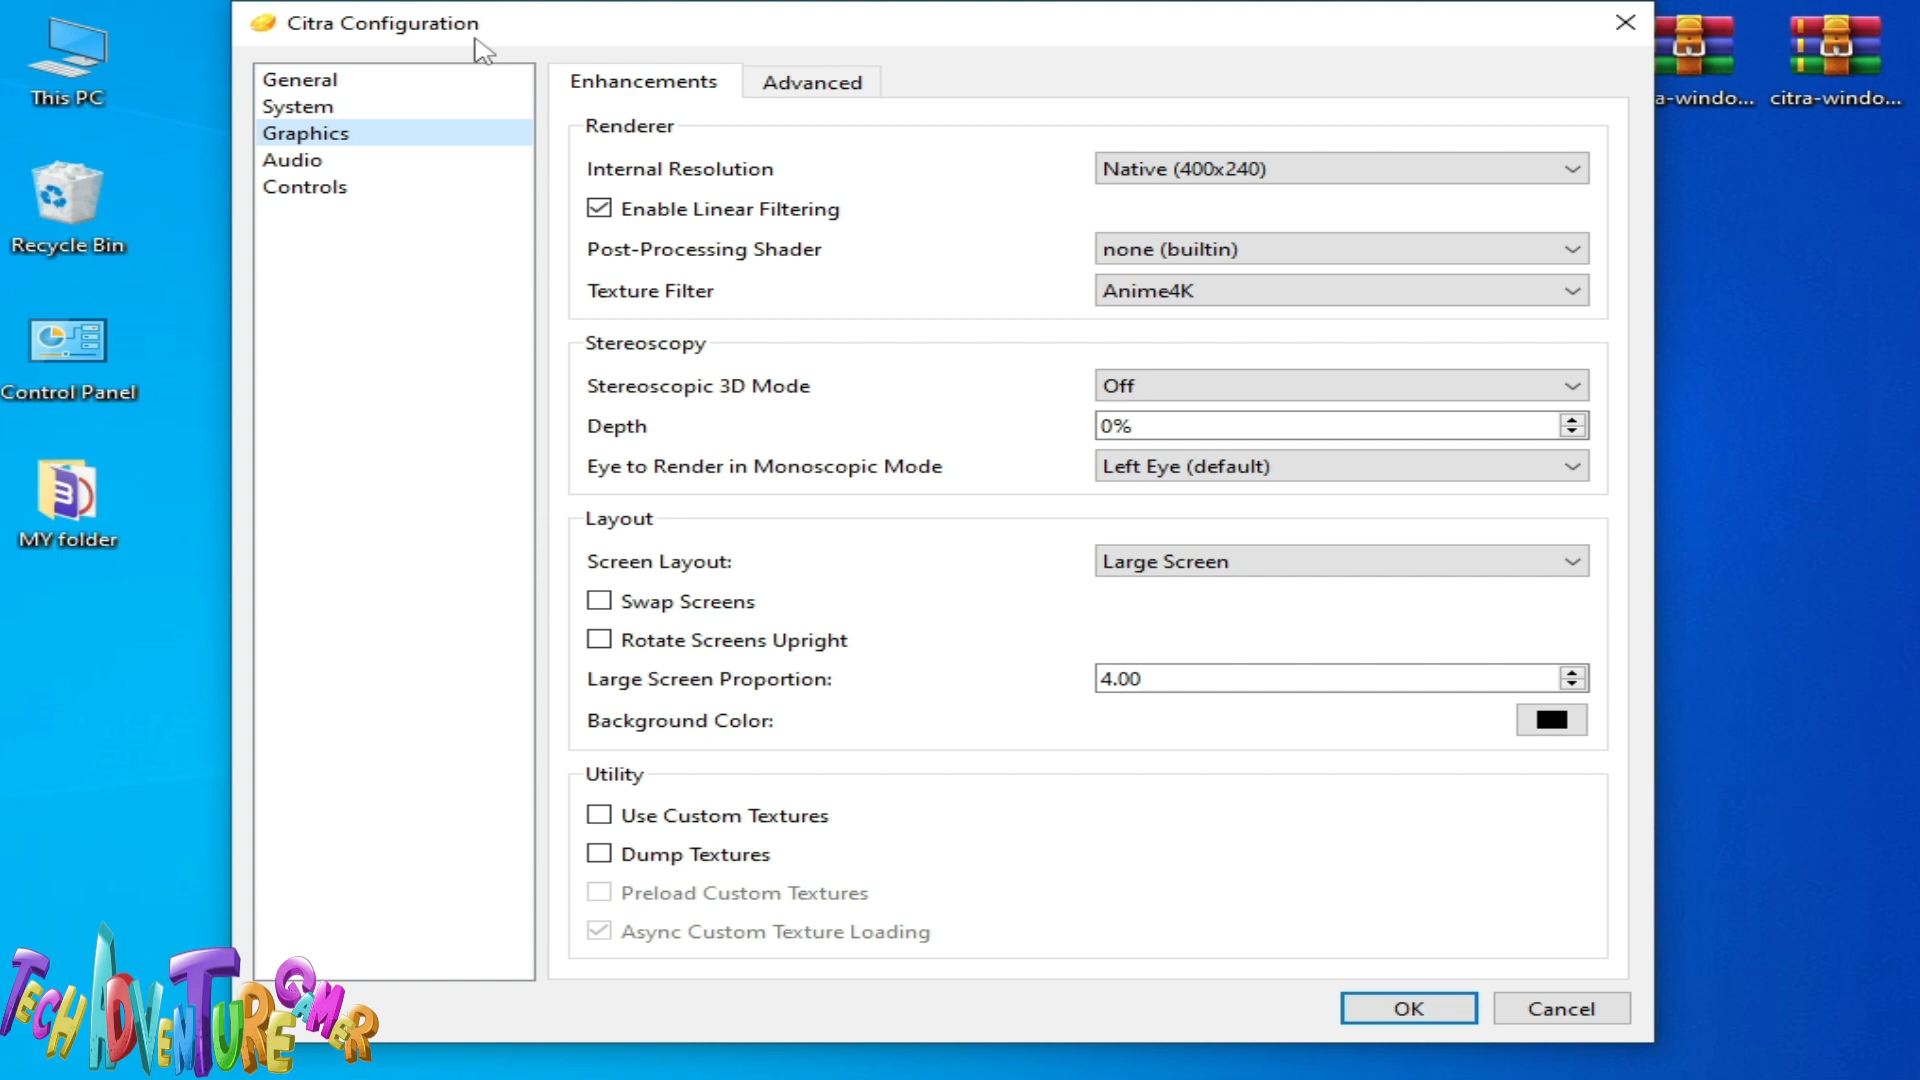 Citra Configuration
This PC
Recycle Bin
Control Panel
MY folder
a-windo...
citra-windo...
General
System
Graphics
Audio
Controls
Enhancements
Advanced
Renderer
Internal Resolution
Native (400x240)
Enable Linear Filtering
Post-Processing Shader
none (builtin)
Texture Filter
Anime4K
Stereoscopy
Stereoscopic 3D Mode
Off
Depth
0%
Eye to Render in Monoscopic Mode
Left Eye (default)
Layout
Screen Layout:
Large Screen
Swap Screens
Rotate Screens Upright
Large Screen Proportion:
4.00
Background Color:
Utility
Use Custom Textures
Dump Textures
Preload Custom Textures
Async Custom Texture Loading
OK
Cancel
TECH ADVENTURE GAMER